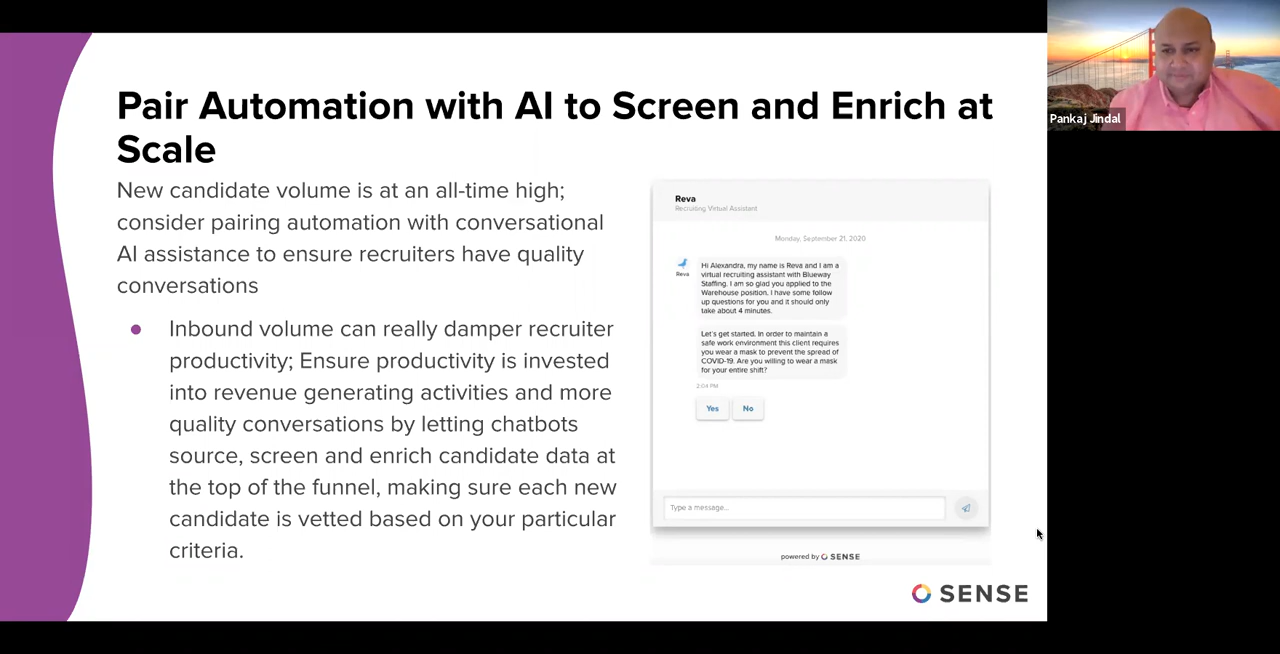 Pair Automation with AI to Screen and Enrich at
Scale
New candidate volume is at an all-time high;
consider pairing automation with conversational
AI assistance to ensure recruiters have quality
conversations
Inbound volume can really damper recruiter
productivity; Ensure productivity is invested
into revenue generating activities and more
quality conversations by letting chatbots
source, screen and enrich candidate data at
the top of the funnel, making sure each new
candidate is vetted based on your particular
criteria.
Reva
Recruiting Virtual Assistant
Monday, September 21, 2020
Reva
Hi Alexandra, my name is Reva and I am a
virtual recruiting assistant with Blueway
Staffing. I am so glad you applied to the
Warehouse position. I have some follow
up questions for you and it should only
take about 4 minutes.
Let's get started. In order to maintain a
safe work environment this client requires
you wear a mask to prevent the spread of
COVID-19. Are you willing to wear a mask
for your entire shift?
2:04 PM
Yes No
Type a message...
powered by SENSE
SENSE
Pankaj Jindal